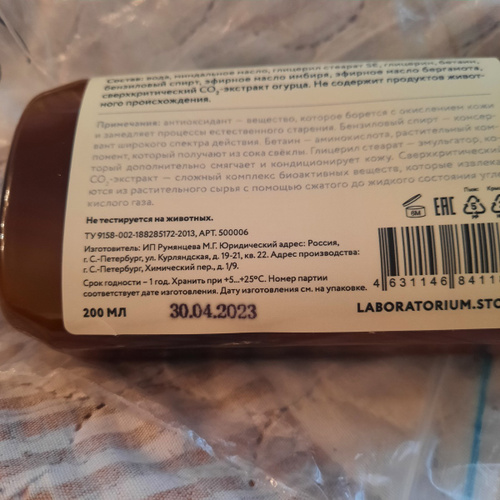 Состав: вода, миндальное масло, глицерил стеарат SE, глицерин, бетаин,
бензиловый спирт, эфирное масло имбиря, эфирное масло бергамота,
сверхкритический CO₂-экстракт огурца. Не содержит продуктов живот-
ного происхождения.
Примечания: антиоксидант — вещество, которое борется с окислением кожи
и замедляет процессы естественного старения. Бензиловый спирт — консер-
вант широкого спектра действия. Бетаин — аминокислота, растительный ком-
понент, который получают из сока свёклы. Глицерил стеарат — эмульгатор, ко-
торый дополнительно смягчает и кондиционирует кожу. Сверхкритический
CO₂-экстракт — сложный комплекс биоактивных веществ, которые извлека-
ются из растительного сырья с помощью сжатого до жидкого состояния угле-
кислого газа.
Не тестируется на животных.
ТУ 9158-002-188285172-2013, АРТ. 500006
Изготовитель: ИП Румянцева М.Г. Юридический адрес: Россия,
г. С.-Петербург, ул. Курляндская, д. 19-21, кв. 22. Адрес производства:
г. С.-Петербург, Химический пер., д. 1/9.
Срок годности – 1 год. Хранить при +5...+25°С. Номер партии
соответствует дате изготовления. Дату изготовления см. на упаковке.
200 МЛ 30.04.2023
6M EAC 5
4 631146 8411
LABORATORIUM.STO